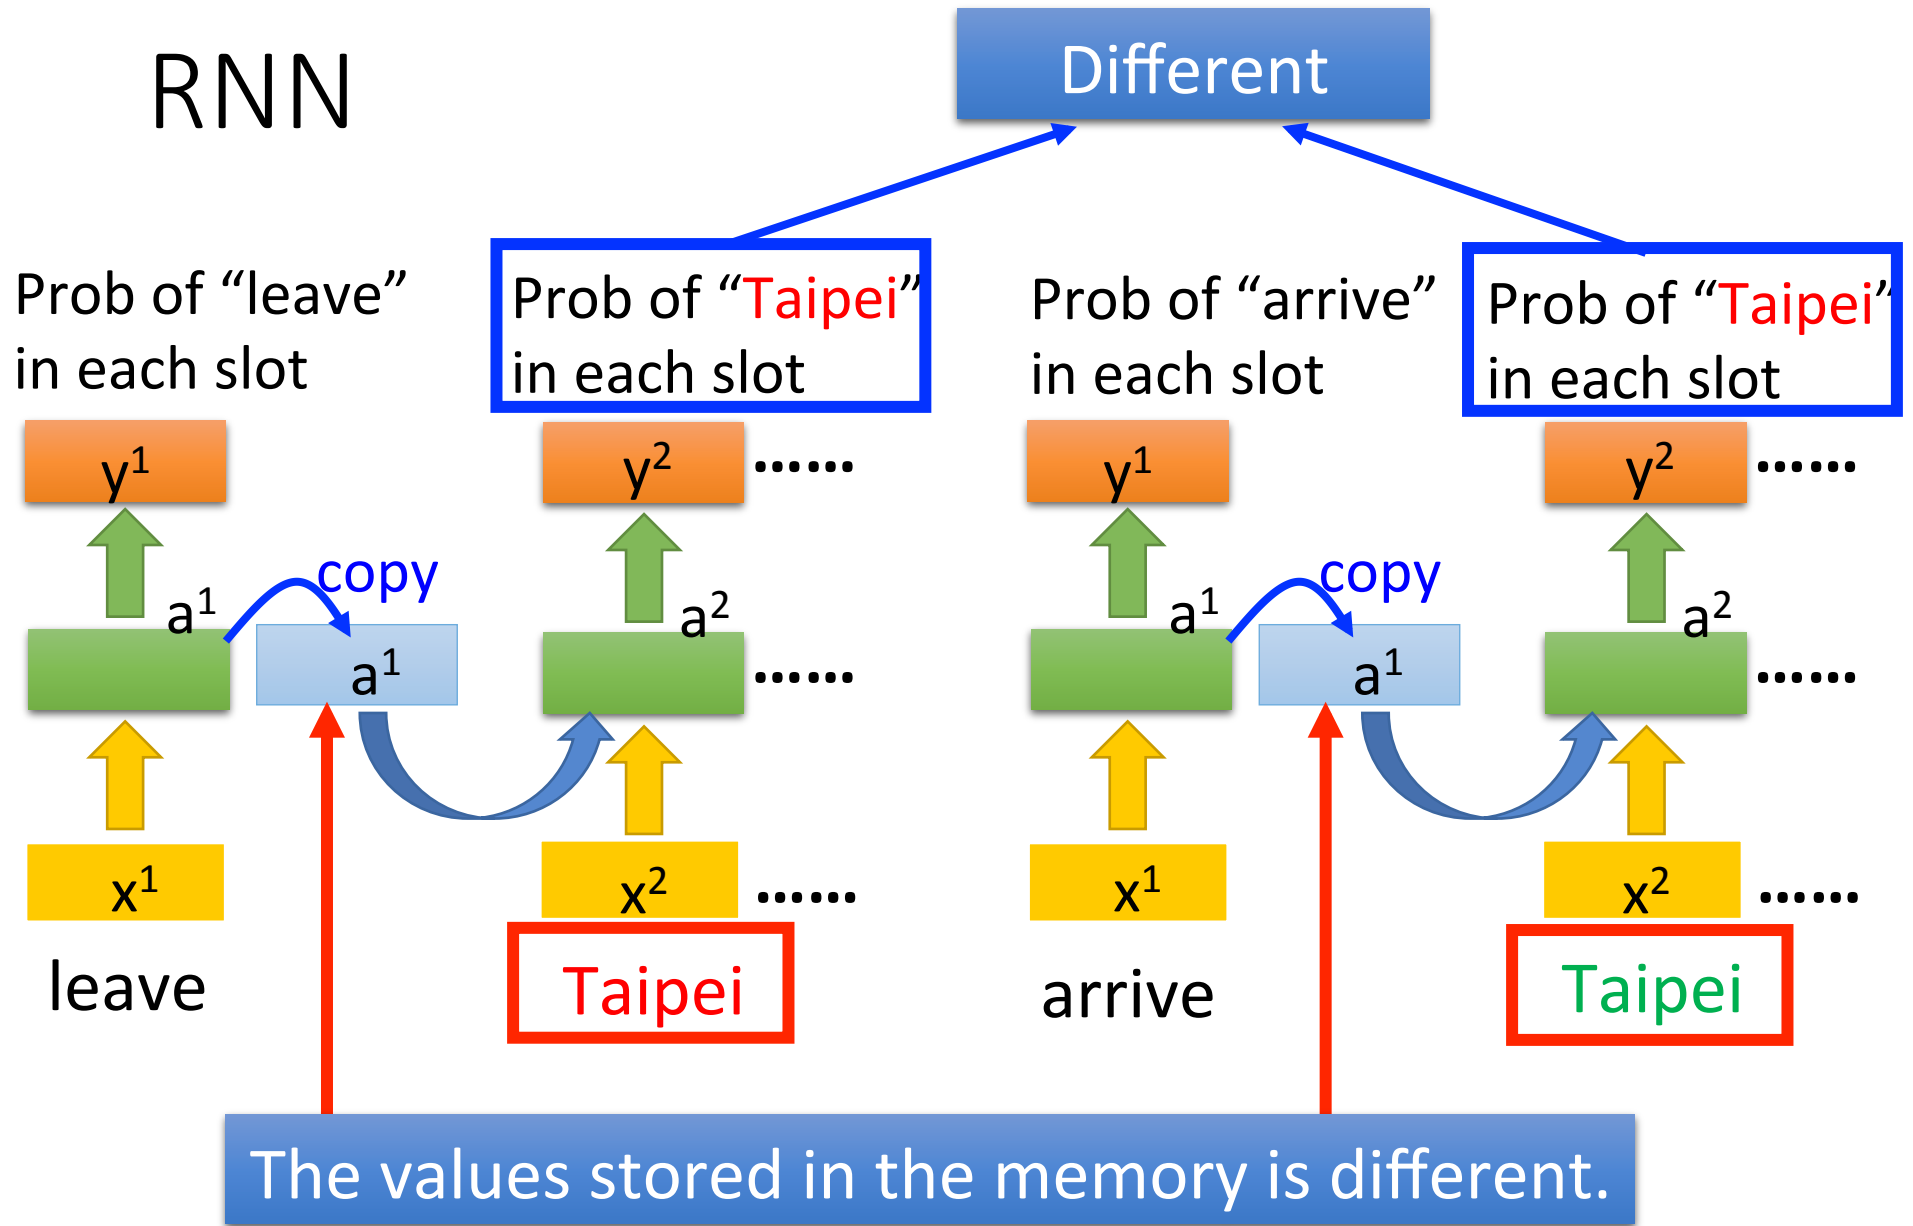 RNN
Different
Prob of “leave”
in each slot
Prob of “Taipei”
in each slot
Prob of “arrive”
in each slot
Prob of “Taipei”
in each slot
y¹
y²
......
y¹
y²
......
copy
copy
a¹
a²
a¹
a²
a¹
......
a¹
......
x¹
x²
......
x¹
x²
......
leave
Taipei
arrive
Taipei
The values stored in the memory is different.